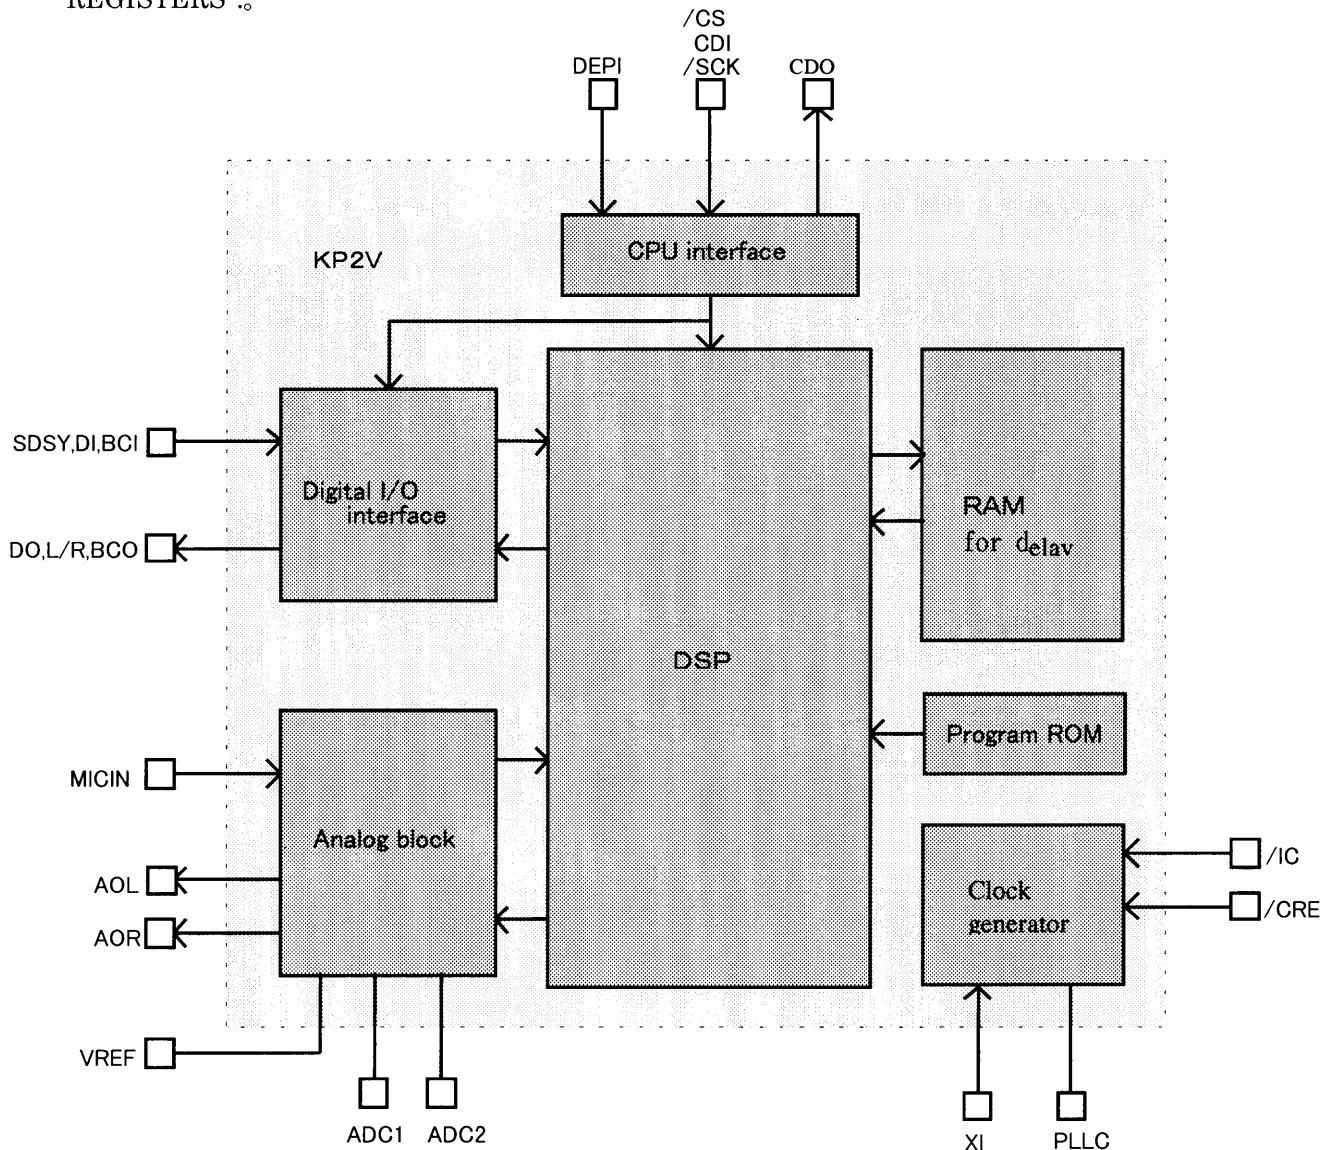 REGISTERS :。
/CS
CDI
/SCK
DEPI
CDO
CPU interface
KP2V
SDSY,DI,BCI
Digital I/O
interface
DO,L/R,BCO
RAM
for delav
DSP
Program ROM
MICIN
Analog block
AOL
AOR
Clock
generator
/IC
/CRE
VREF
ADC1
ADC2
XI
PLLC